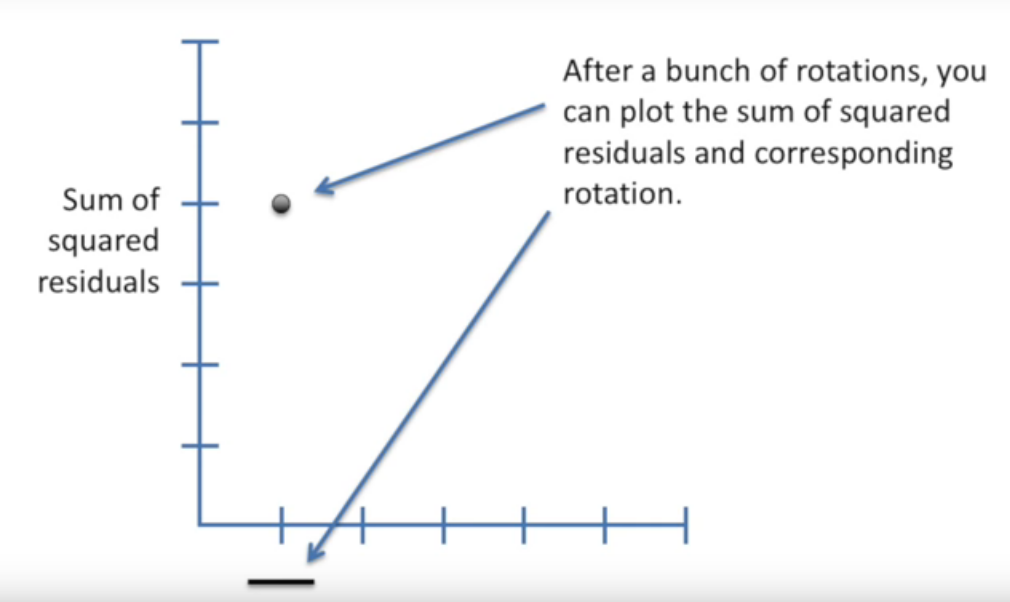 After a bunch of rotations, you
can plot the sum of squared
residuals and corresponding
rotation.
Sum of
squared
residuals